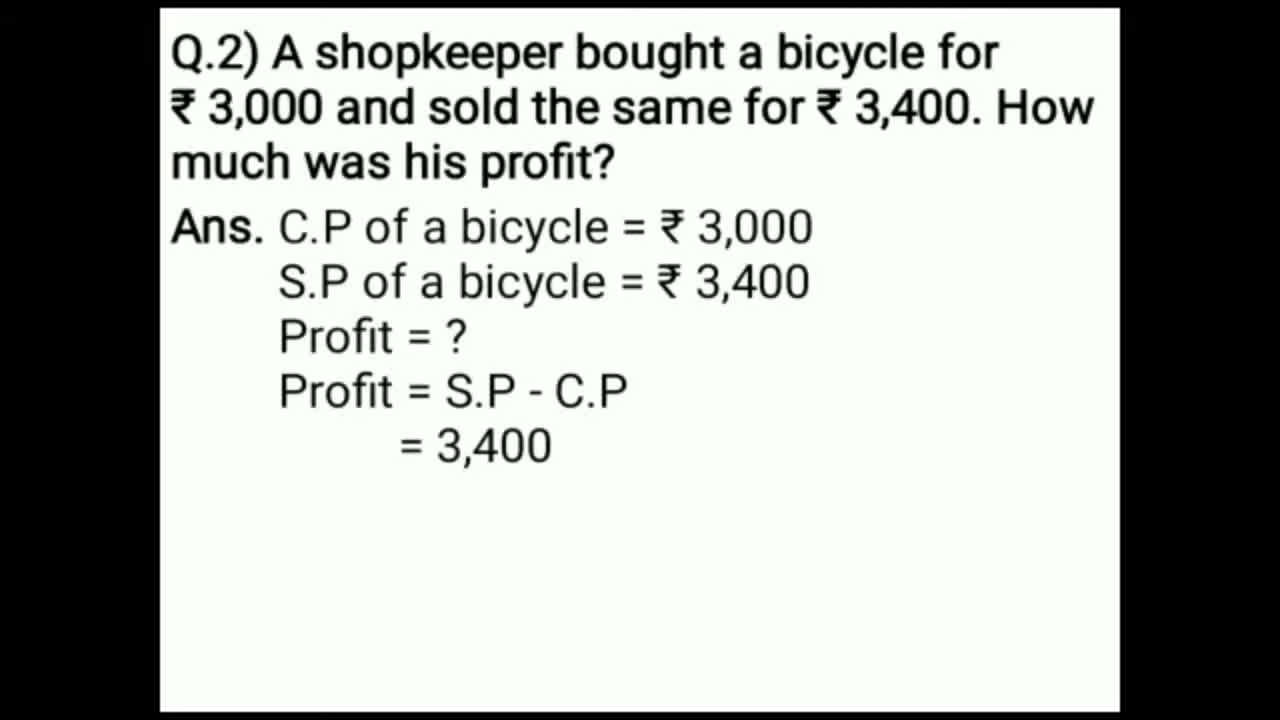 Q.2) A shopkeeper bought a bicycle for
₹ 3,000 and sold the same for ₹ 3,400. How
much was his profit?
Ans. C.P of a bicycle = ₹ 3,000
S.P of a bicycle = ₹ 3,400
Profit = ?
Profit = S.P - C.P
= 3,400